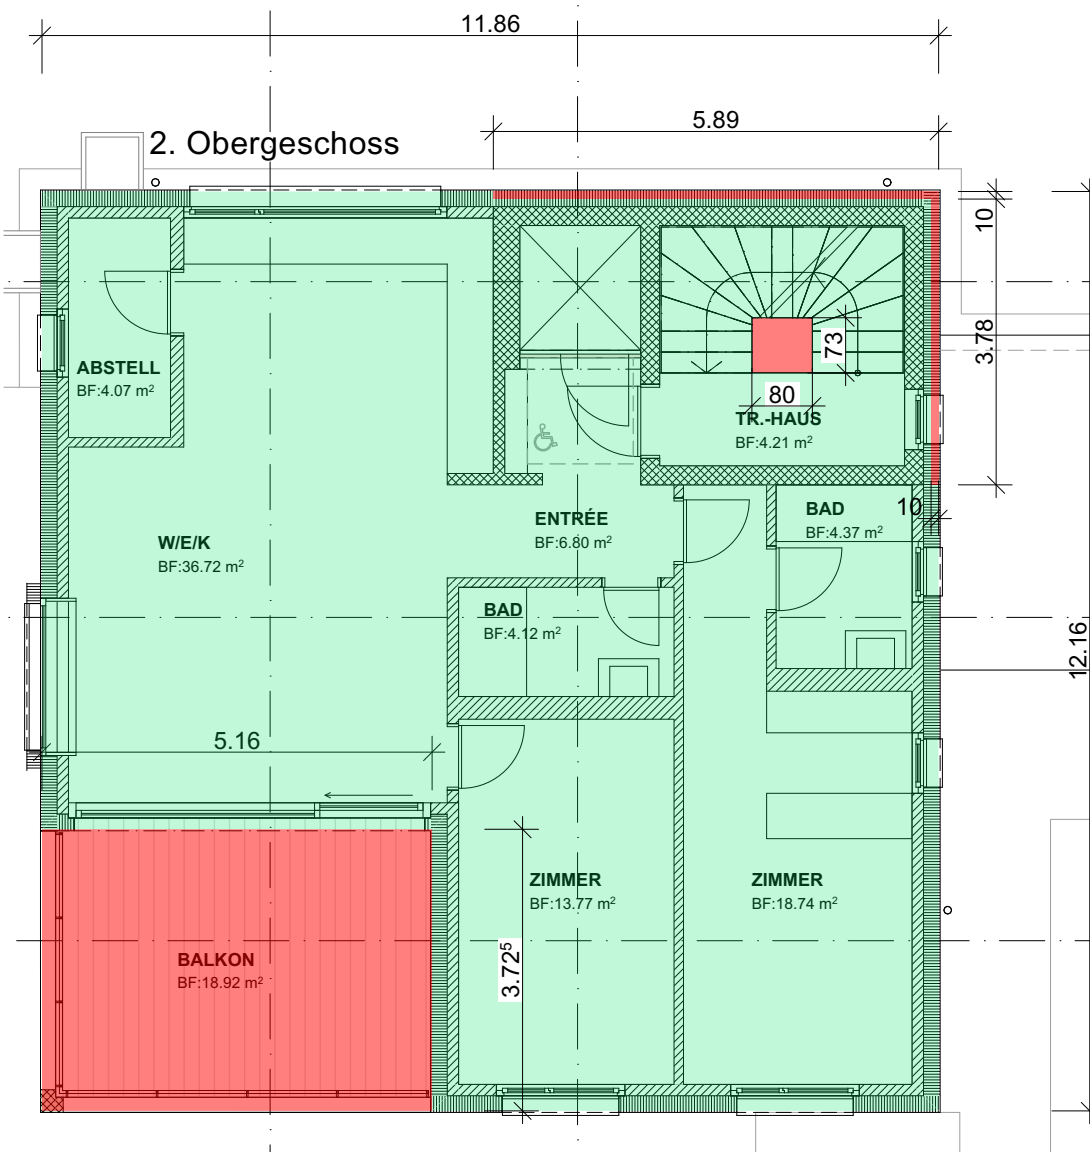 11.86
5.89
2. Obergeschoss
10
3.78
ABSTELL
BF:4.07 m²
73
80
TR.-HAUS
BF:4.21 m²
10
BAD
BF:4.37 m²
ENTRÉE
BF:6.80 m²
W/E/K
BF:36.72 m²
BAD
BF:4.12 m²
12.16
5.16
ZIMMER
BF:13.77 m²
ZIMMER
BF:18.74 m²
BALKON
BF:18.92 m²
3.72⁵